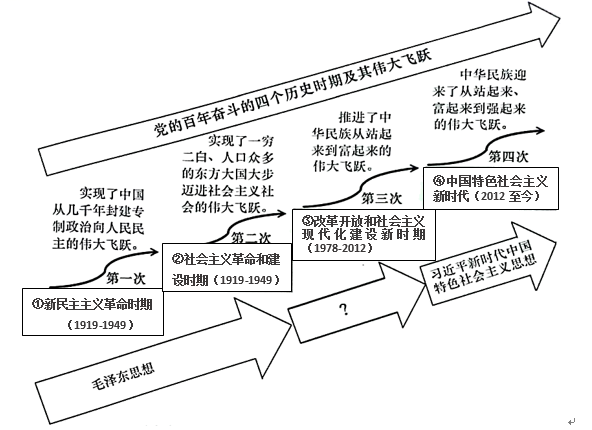 党的百年奋斗的四个历史时期及其伟大飞跃
实现了中国
从几千年封建专
制政治向人民民
主的伟大飞跃。
第一次
①新民主主义革命时期
(1919-1949)
实现了一穷
二白、人口众多
的东方大国大步
迈进社会主义社
会的伟大飞跃。
第二次
②社会主义革命和建
设时期(1919-1949)
推进了中
华民族从站起
来到富起来的
伟大飞跃。
第三次
③改革开放和社会主义
现代化建设新时期
(1978-2012)
中华民族迎
来了从站起来、
富起来到强起来
的伟大飞跃。
第四次
④中国特色社会主义
新时代(2012至今)
毛泽东思想
?
习近平新时代中国
特色社会主义思想